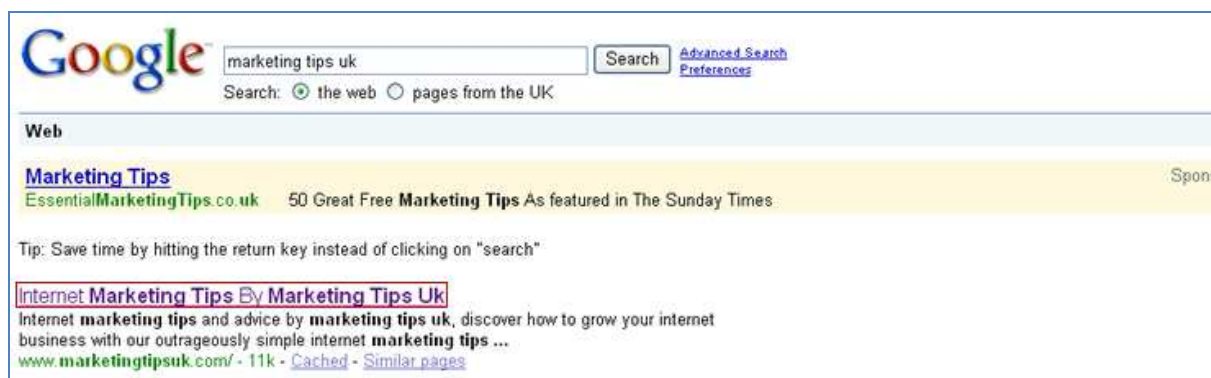 Google
marketing tips uk Search Advanced Search
Preferences
Search: the web pages from the UK
Web
Marketing Tips
EssentialMarketingTips.co.uk 50 Great Free Marketing Tips As featured in The Sunday Times
Tip: Save time by hitting the return key instead of clicking on "search"
Internet Marketing Tips By Marketing Tips Uk
Internet marketing tips and advice by marketing tips uk, discover how to grow your internet
business with our outrageously simple internet marketing tips ...
www.marketingtipsuk.com/ - 11k - Cached - Similar pages